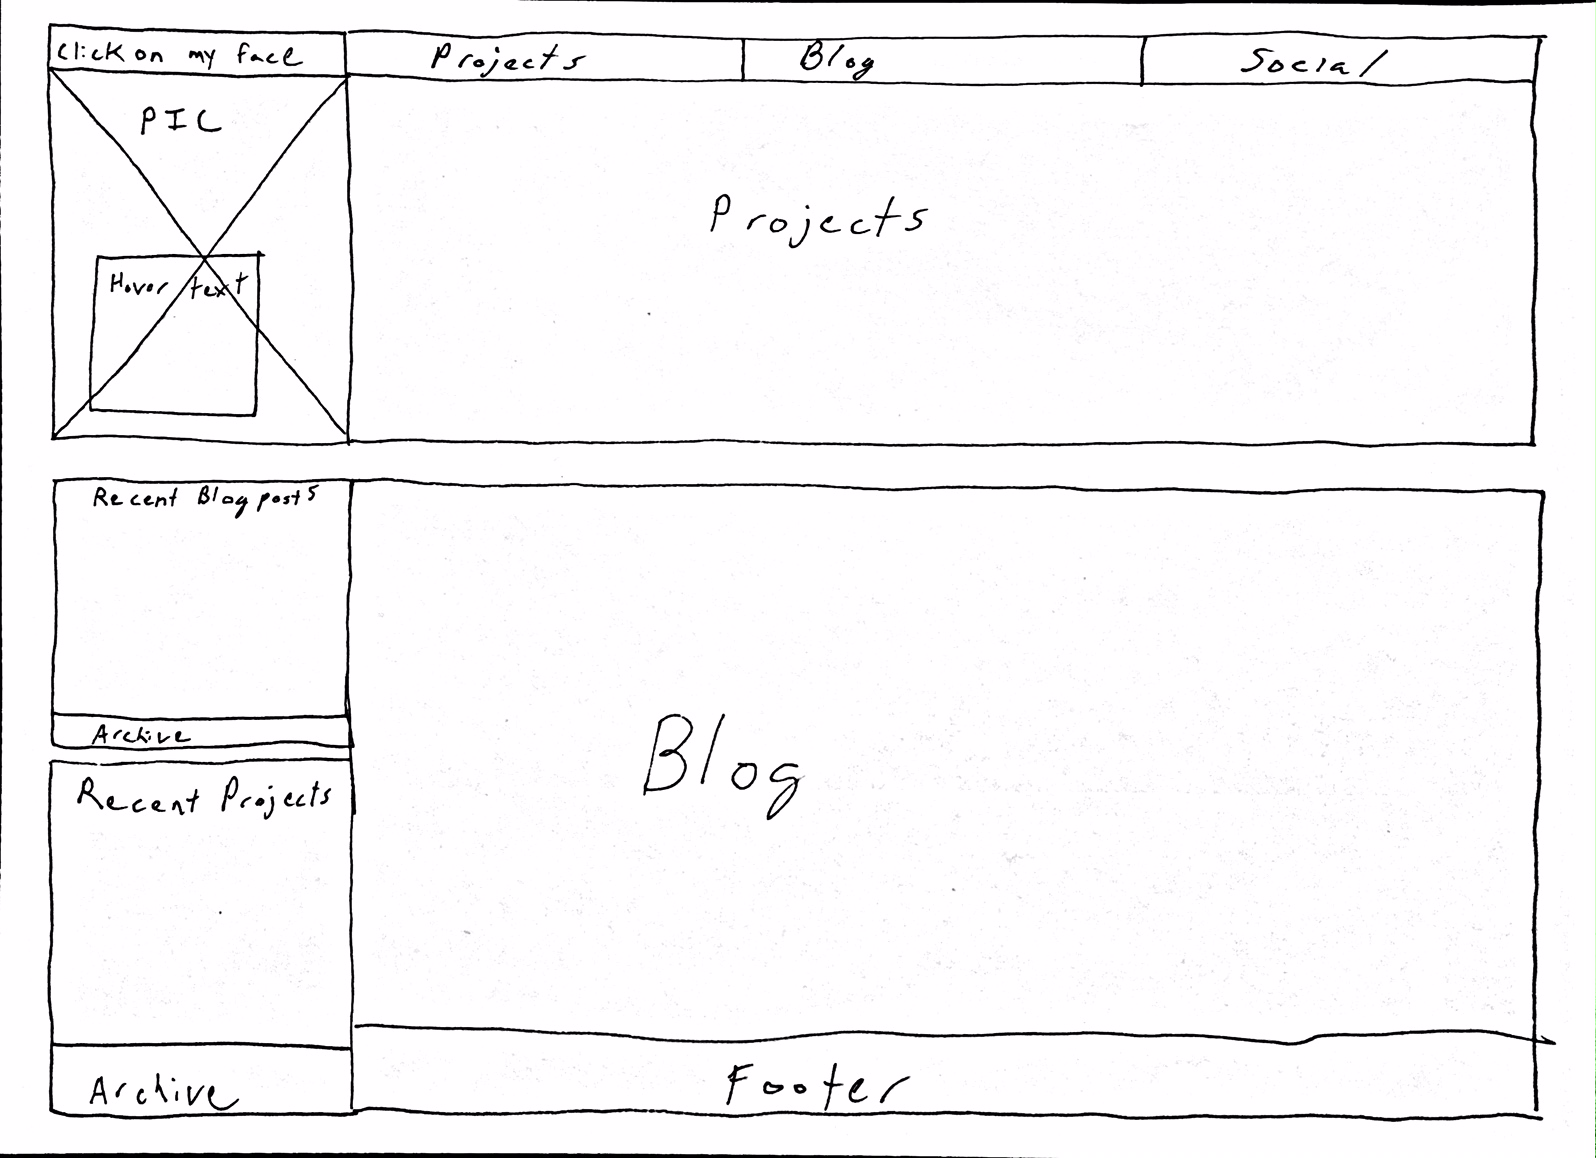 Click on my face
Projects
Blog
Social
PIC
Hover text
Projects
Recent Blog posts
Archive
Blog
Recent Projects
Archive
Footer